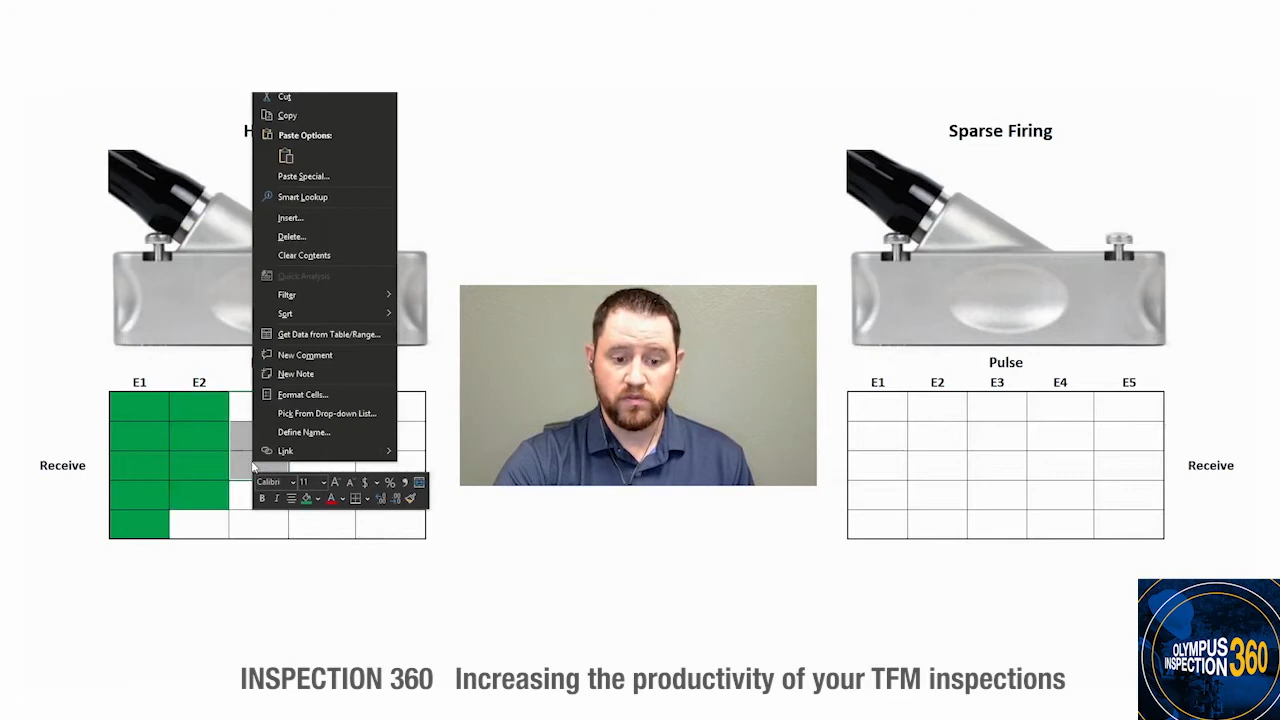 H
Sparse Firing
Cut
Copy
Paste Options:
Paste Special...
Smart Lookup
Insert...
Delete...
Clear Contents
Quick Analysis
Filter
Sort
Get Data from Table/Range...
New Comment
New Note
Format Cells...
Pick From Drop-down List...
Define Name...
Link
Calibri 11 A A $ % ,
B I A
E1 E2
Receive
Pulse
E1 E2 E3 E4 E5
Receive
OLYMPUS
INSPECTION 360
INSPECTION 360 Increasing the productivity of your TFM inspections